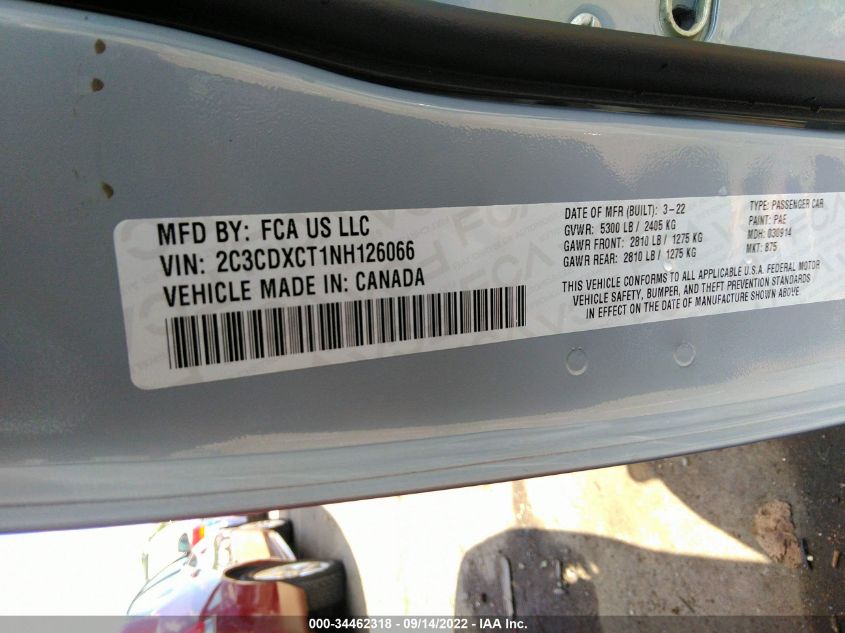 MFD BY: FCA US LLC
VIN: 2C3CDXCT1NH126066
VEHICLE MADE IN: CANADA
DATE OF MFR (BUILT): 3-22
GVWR: 5300 LB / 2405 KG
GAWR FRONT: 2810 LB / 1275 KG
GAWR REAR: 2810 LB / 1275 KG
TYPE: PASSENGER CAR
PAINT: PAE
MDH: 030914
MKT: 875
THIS VEHICLE CONFORMS TO ALL APPLICABLE U.S.A. FEDERAL MOTOR
VEHICLE SAFETY, BUMPER, AND THEFT PREVENTION STANDARDS
IN EFFECT ON THE DATE OF MANUFACTURE SHOWN ABOVE.
000-34462318 - 09/14/2022 - IAA Inc.